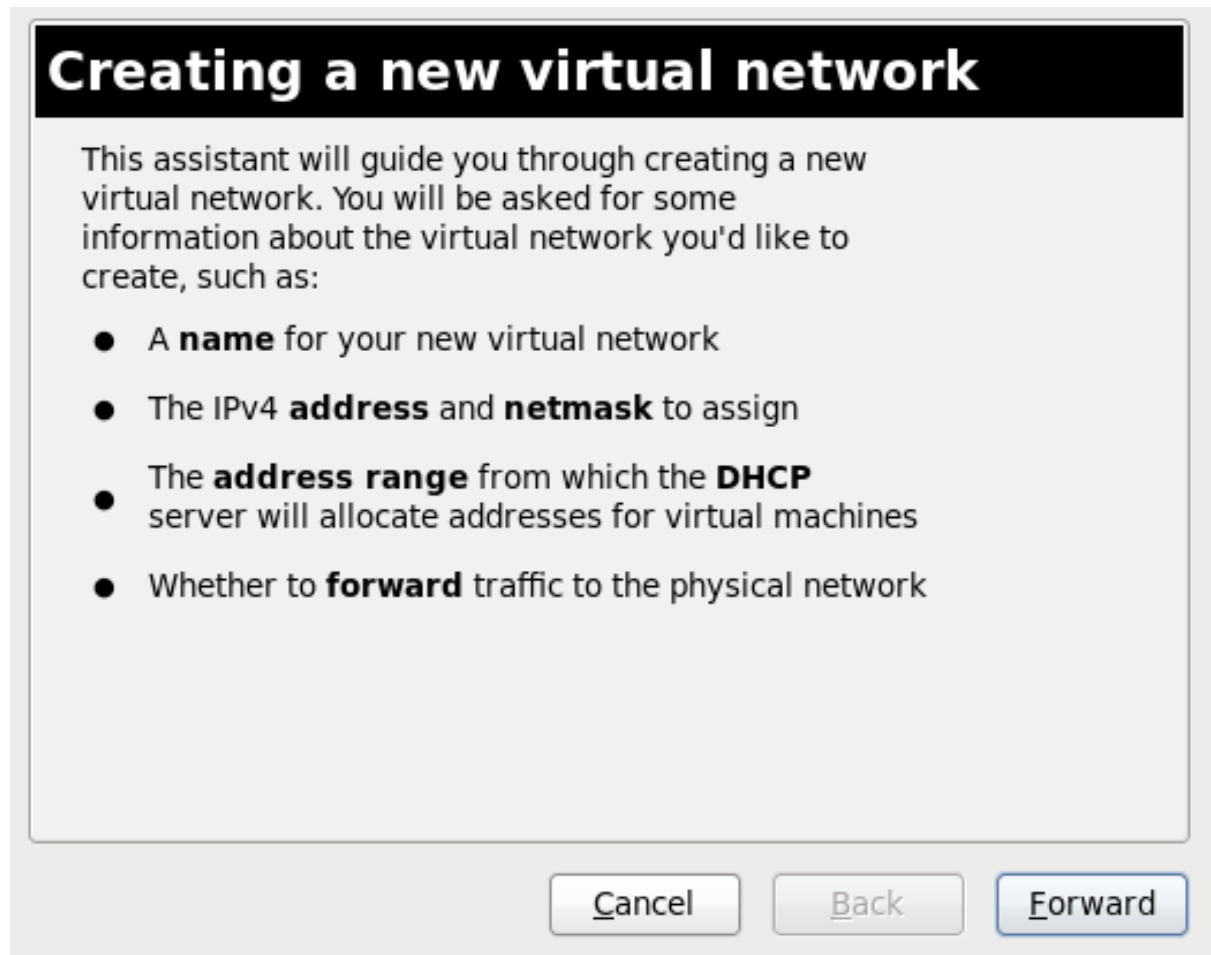 Creating a new virtual network
This assistant will guide you through creating a new
virtual network. You will be asked for some
information about the virtual network you'd like to
create, such as:
● A name for your new virtual network
● The IPv4 address and netmask to assign
● The address range from which the DHCP
server will allocate addresses for virtual machines
● Whether to forward traffic to the physical network
Cancel
Back
Forward